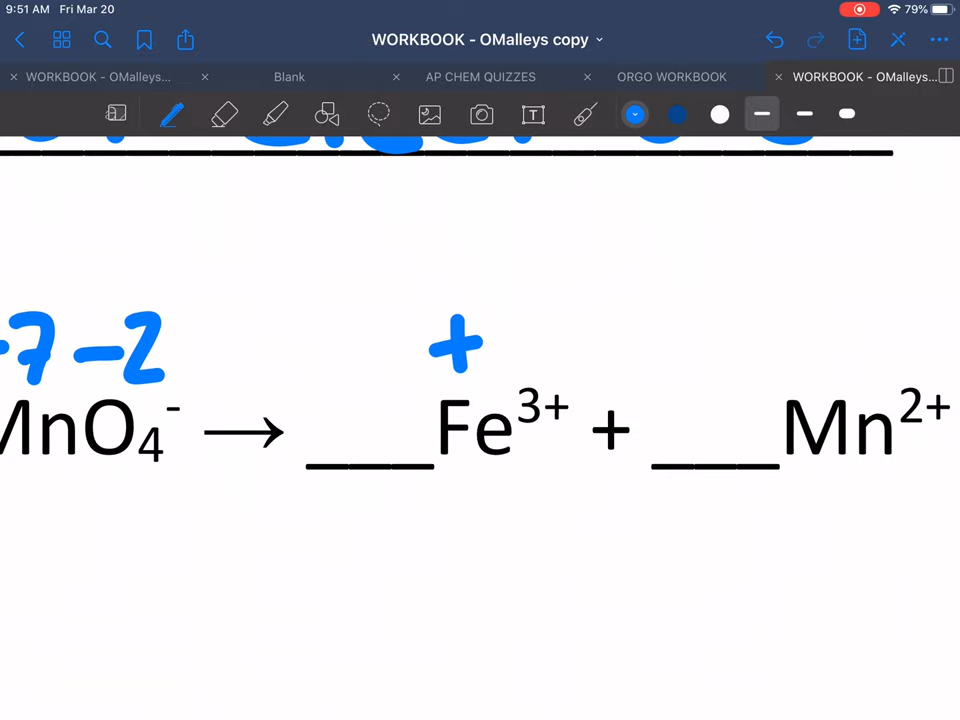 9:51 AM Fri Mar 20 79%
WORKBOOK - OMalleys copy
WORKBOOK - OMalleys... Blank AP CHEM QUIZZES ORGO WORKBOOK WORKBOOK - OMalleys...
7 -2 +
MnO₄⁻ → ___Fe³⁺ + ___Mn²⁺